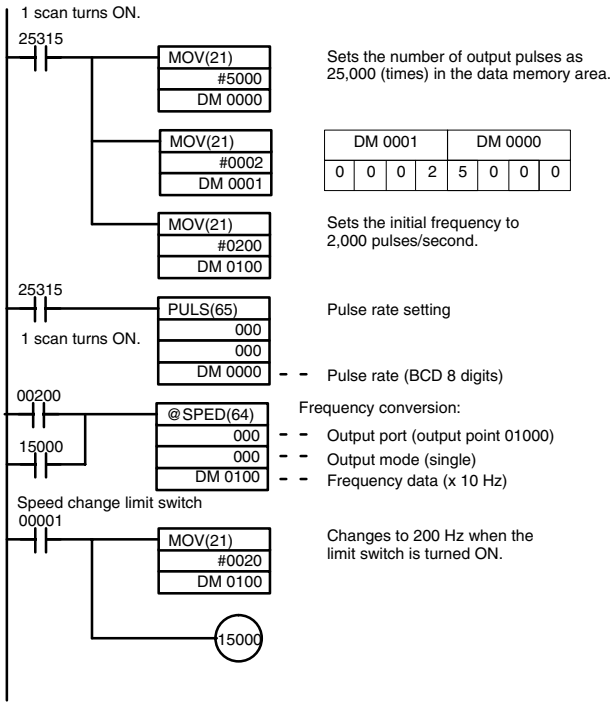 1 scan turns ON.
25315
MOV(21)
#5000
DM 0000
Sets the number of output pulses as
25,000 (times) in the data memory area.
MOV(21)
#0002
DM 0001
DM 0001 DM 0000
0 0 0 2 5 0 0 0
MOV(21)
#0200
DM 0100
Sets the initial frequency to
2,000 pulses/second.
25315
1 scan turns ON.
PULS(65)
000
000
DM 0000
Pulse rate setting
Pulse rate (BCD 8 digits)
00200
15000
@SPED(64)
000
000
DM 0100
Frequency conversion:
Output port (output point 01000)
Output mode (single)
Frequency data (x 10 Hz)
Speed change limit switch
00001
MOV(21)
#0020
DM 0100
Changes to 200 Hz when the
limit switch is turned ON.
15000